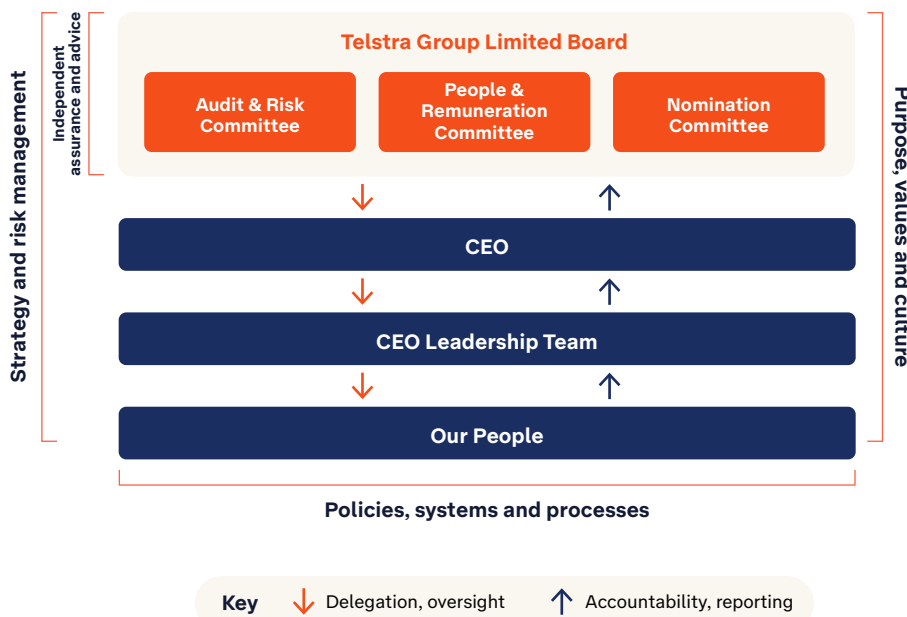 Strategy and risk management
Independent
assurance and advice
Telstra Group Limited Board
Audit & Risk
Committee
People &
Remuneration
Committee
Nomination
Committee
CEO
CEO Leadership Team
Our People
Purpose, values and culture
Policies, systems and processes
Key
Delegation, oversight
Accountability, reporting